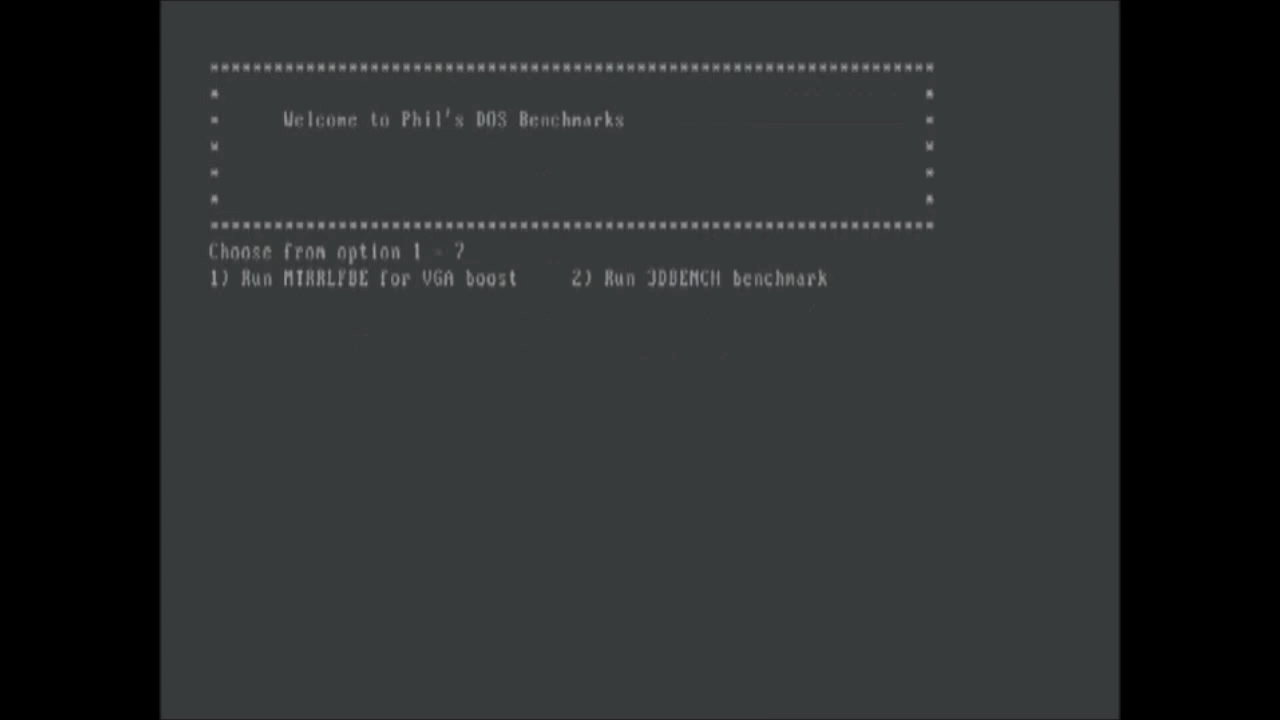 ********************************************************************
* *
* Welcome to Phil's DOS Benchmarks *
* *
* *
* *
********************************************************************
Choose from option 1 - 7
1) Run MTRRLFBE for VGA boost 2) Run 3DBENCH benchmark